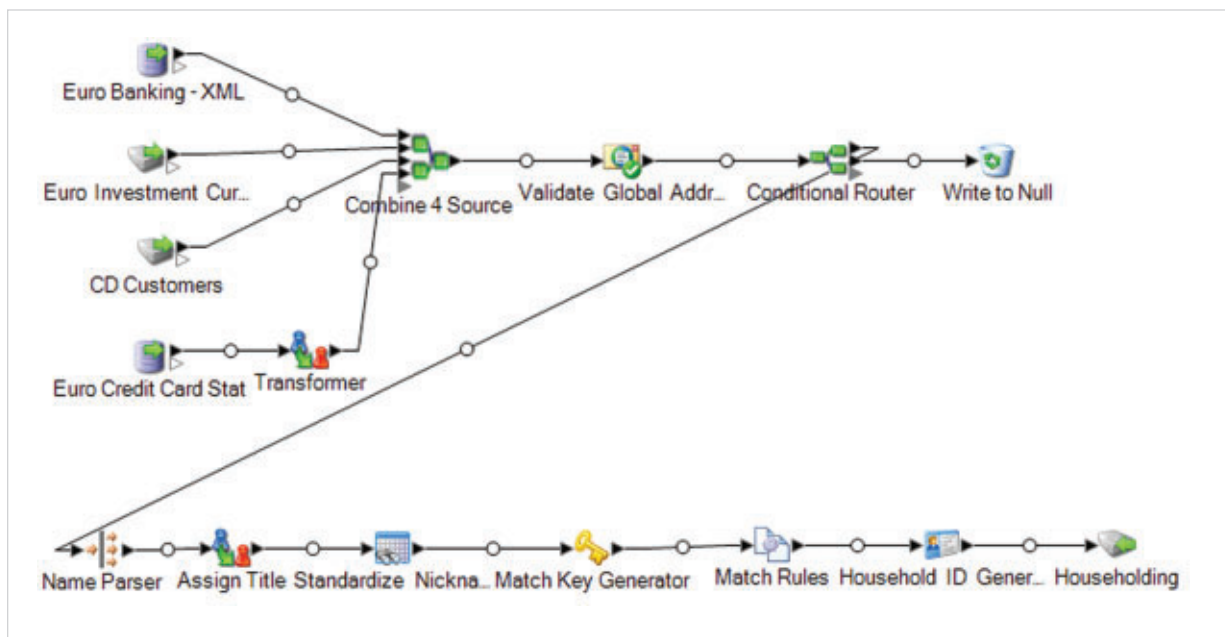 Euro Banking - XML
Euro Investment Cur...
Combine 4 Source
Validate Global Addr...
Conditional Router
Write to Null
CD Customers
Euro Credit Card Stat
Transformer
Name Parser
Assign Title
Standardize Nickna...
Match Key Generator
Match Rules
Household ID Gener...
Householding